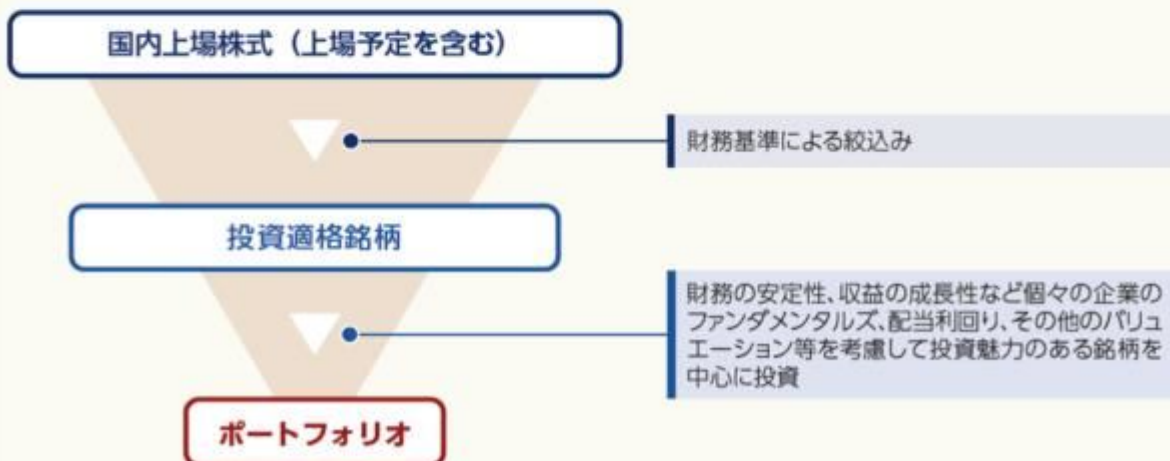 国内上場株式（上場予定を含む）
財務基準による絞込み
投資適格銘柄
財務の安定性、収益の成長性など個々の企業の
ファンダメンタルズ、配当利回り、その他のバリュ
エーション等を考慮して投資魅力のある銘柄を
中心に投資
ポートフォリオ